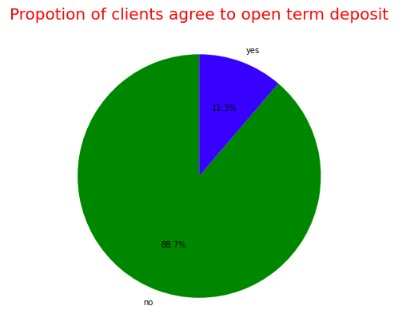 Propotion of clients agree to open term deposit
yes
11.3%
88.7%
no